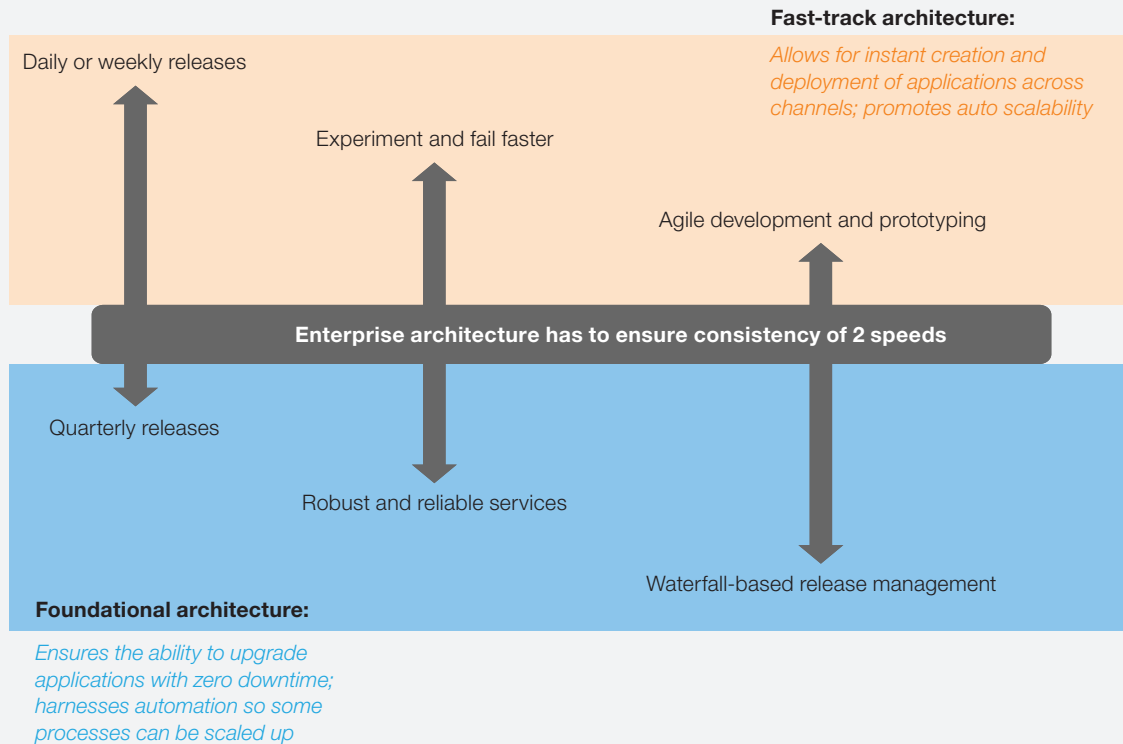 Fast-track architecture:
Allows for instant creation and
deployment of applications across
channels; promotes auto scalability
Daily or weekly releases
Experiment and fail faster
Agile development and prototyping
Enterprise architecture has to ensure consistency of 2 speeds
Quarterly releases
Robust and reliable services
Waterfall-based release management
Foundational architecture:
Ensures the ability to upgrade
applications with zero downtime;
harnesses automation so some
processes can be scaled up